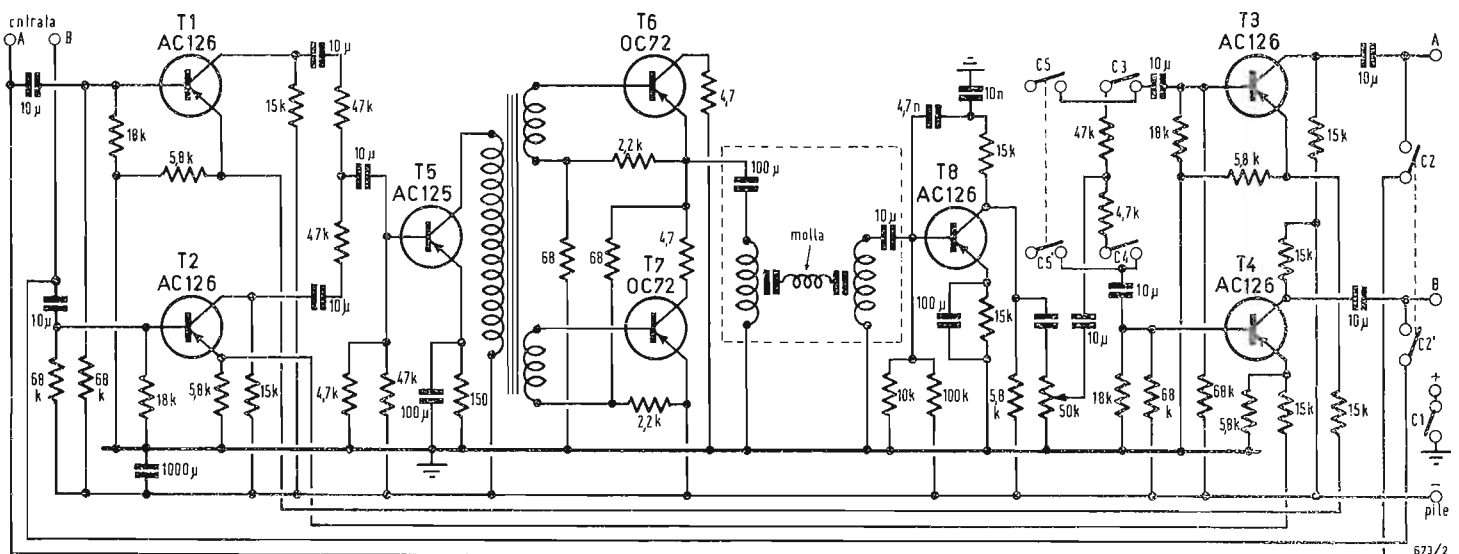 entrata
A
B
T1
AC126
10µ
10µ
15k
47k
18k
5,8k
10µ
T2
AC126
47k
10µ
10µ
68
k
68
k
18k
5,8k
15k
1000µ
4,7k
47k
100µ
150
T5
AC125
T6
OC72
4,7
2,2k
68
68
4,7
T7
OC72
2,2k
100µ
molla
10µ
4,7n
10n
15k
T8
AC126
100µ
15k
10k
100k
5,8
k
50k
10µ
C5
C3
10µ
47k
4,7k
C5'
C4
10µ
18k
T3
AC126
10µ
A
15k
5,8k
C2
15k
T4
AC126
10µ
B
C2'
18k
68
k
68k
5,8k
15k
15k
+
C1
−
pile
673/2